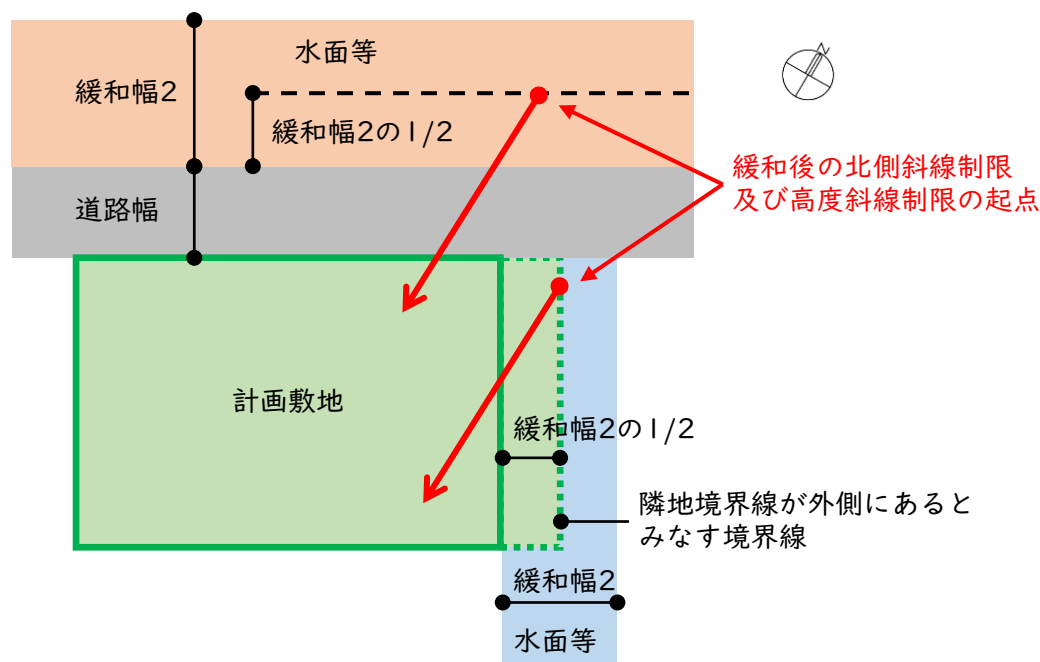 水面等
N
緩和幅2
緩和幅2の1/2
緩和後の北側斜線制限
及び高度斜線制限の起点
道路幅
計画敷地
緩和幅2の1/2
隣地境界線が外側にあると
みなす境界線
緩和幅2
水面等